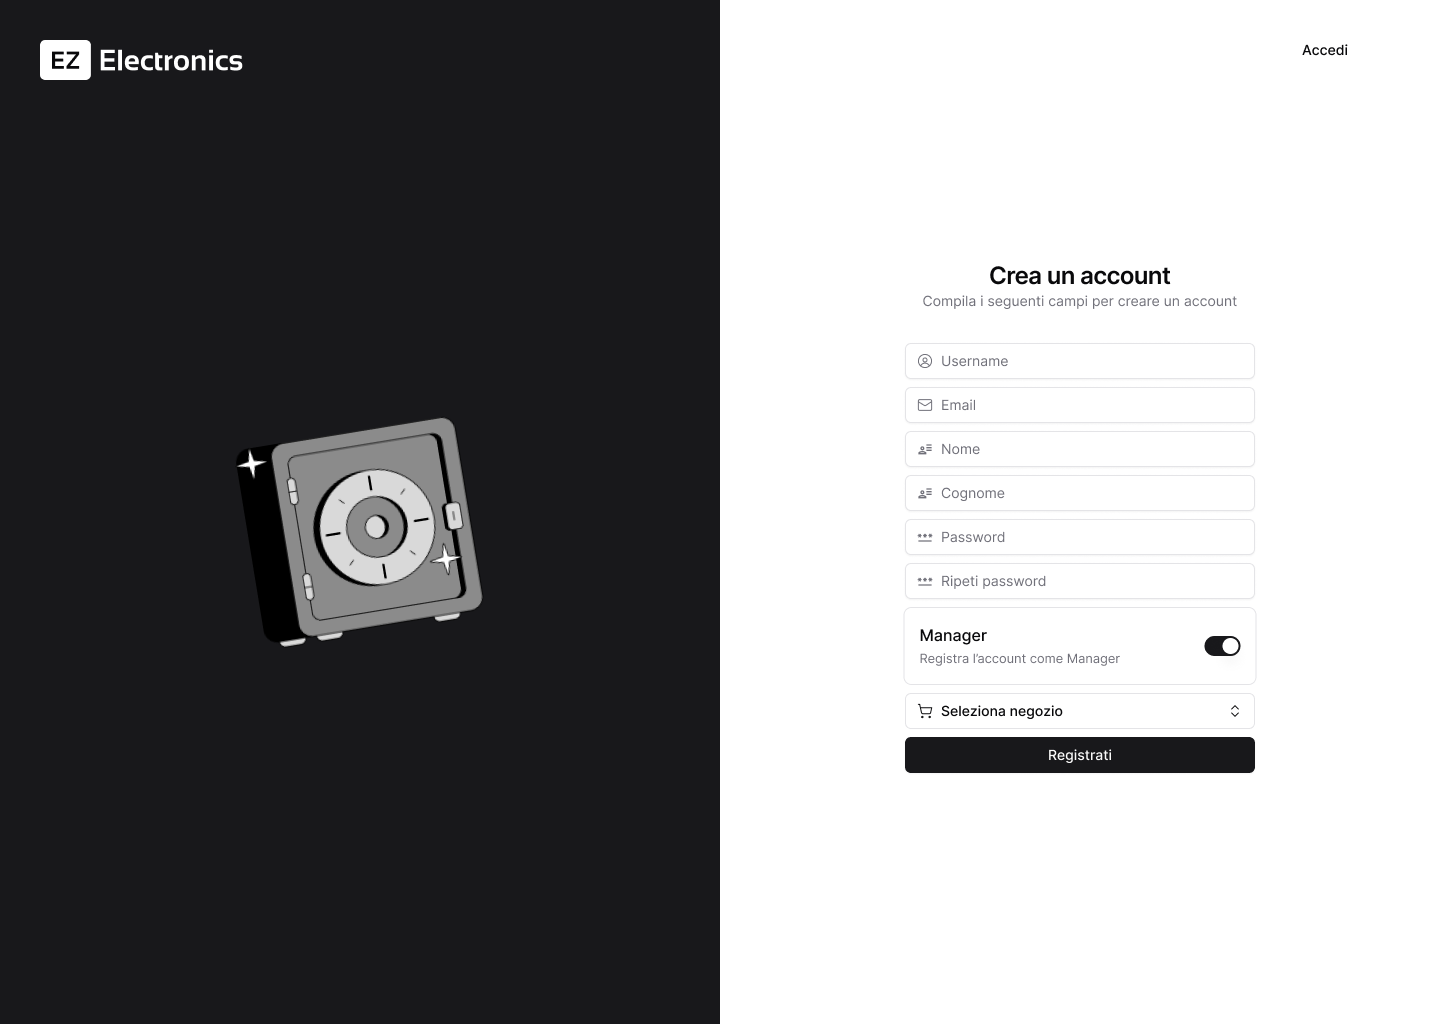 EZ Electronics
Accedi
Crea un account
Compila i seguenti campi per creare un account
Username
Email
Nome
Cognome
Password
Ripeti password
Manager
Registra l'account come Manager
Seleziona negozio
Registrati